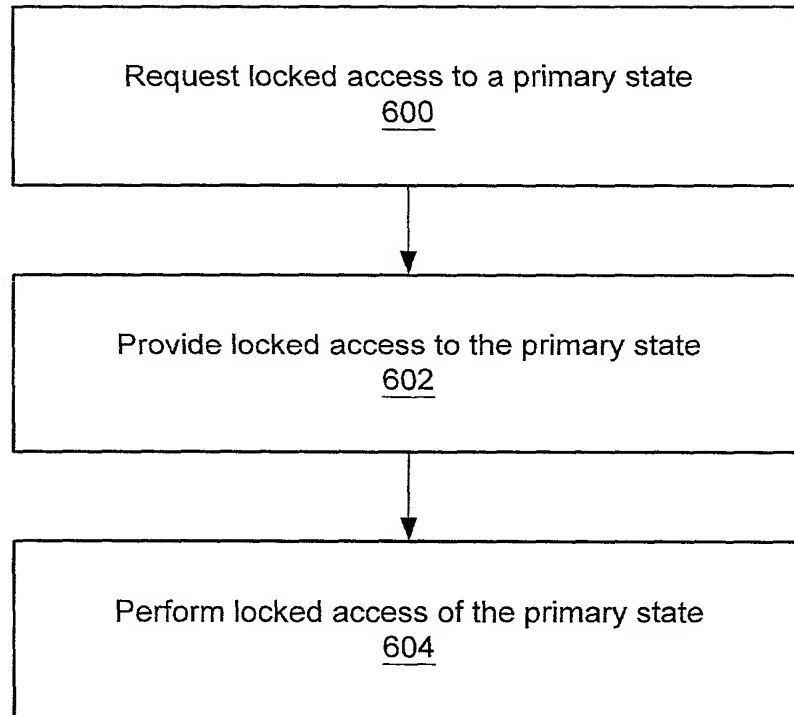 Request locked access to a primary state
600
Provide locked access to the primary state
602
Perform locked access of the primary state
604